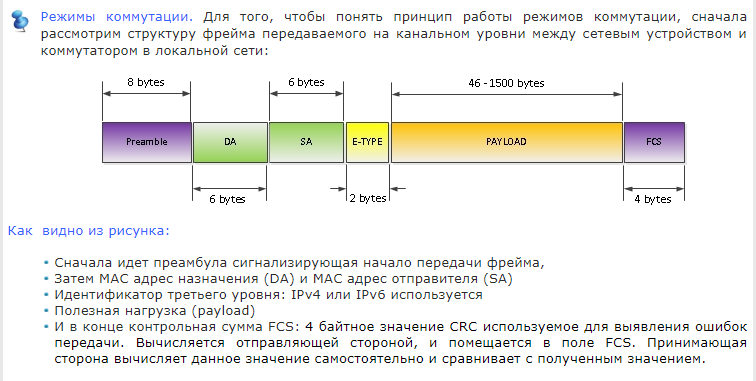 Режимы коммутации. Для того, чтобы понять принцип работы режимов коммутации, сначала
рассмотрим структуру фрейма передаваемого на канальном уровни между сетевым устройством и
коммутатором в локальной сети:
8 bytes 6 bytes 46 - 1500 bytes
Preamble DA SA E-TYPE PAYLOAD FCS
6 bytes 2 bytes 4 bytes
Как видно из рисунка:
• Сначала идет преамбула сигнализирующая начало передачи фрейма,
• Затем MAC адрес назначения (DA) и MAC адрес отправителя (SA)
• Идентификатор третьего уровня: IPv4 или IPv6 используется
• Полезная нагрузка (payload)
• И в конце контрольная сумма FCS: 4 байтное значение CRC используемое для выявления ошибок
передачи. Вычисляется отправляющей стороной, и помещается в поле FCS. Принимающая
сторона вычисляет данное значение самостоятельно и сравнивает с полученным значением.